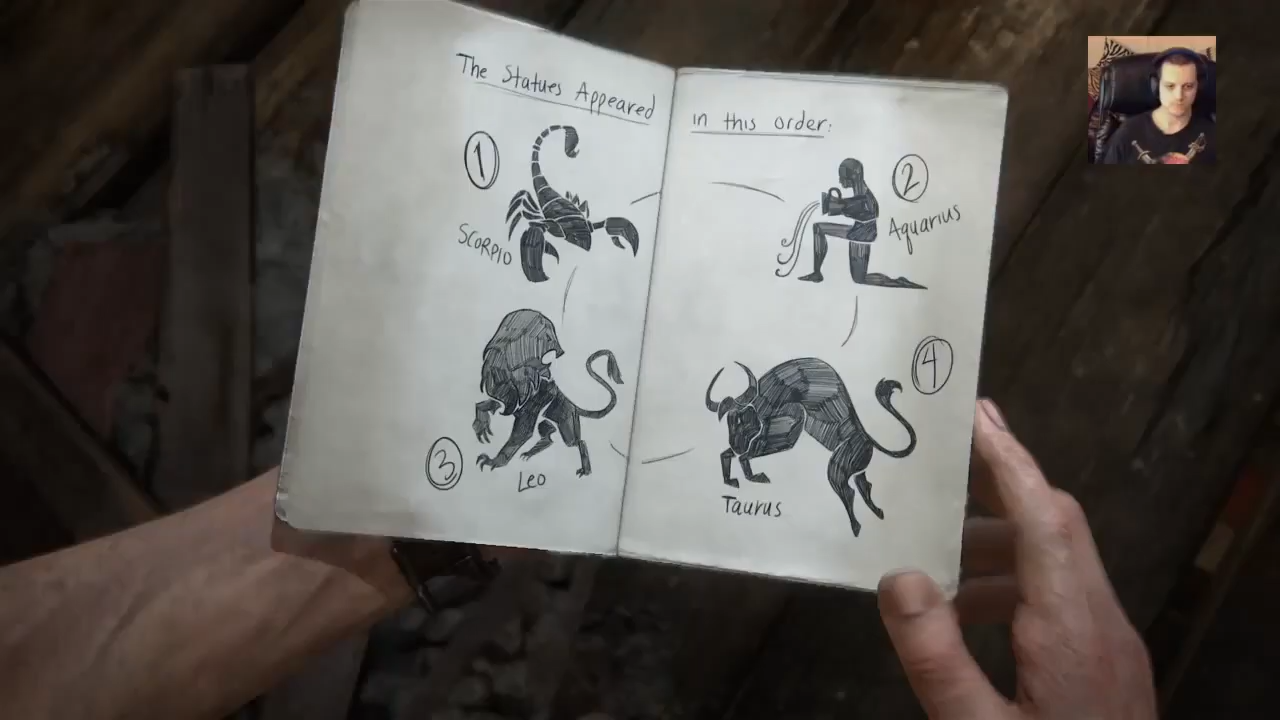 The Statues Appeared
in this order:
1
SCORPIO
2
Aquarius
3
Leo
4
Taurus